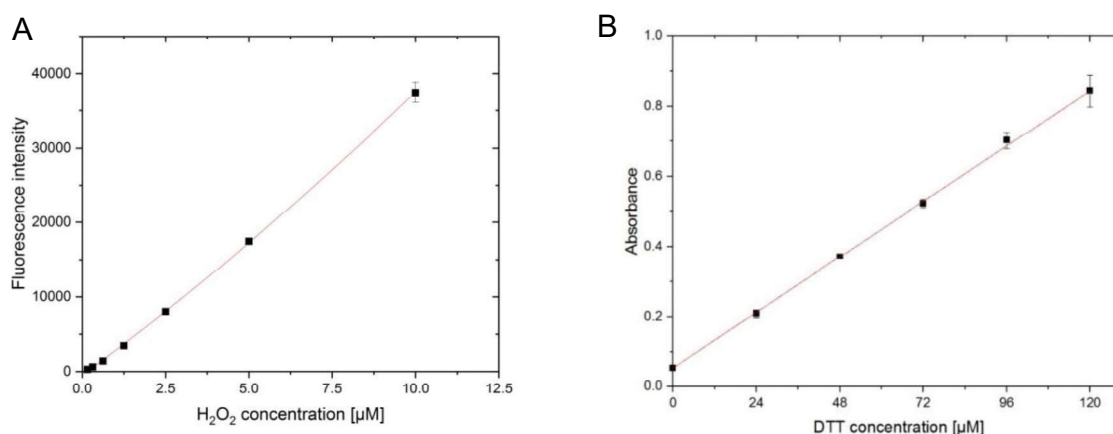 A
Fluorescence intensity
40000
30000
20000
10000
0
0.0 2.5 5.0 7.5 10.0 12.5
H₂O₂ concentration [µM]
B
Absorbance
1.0
0.8
0.6
0.4
0.2
0.0
0 24 48 72 96 120
DTT concentration [µM]